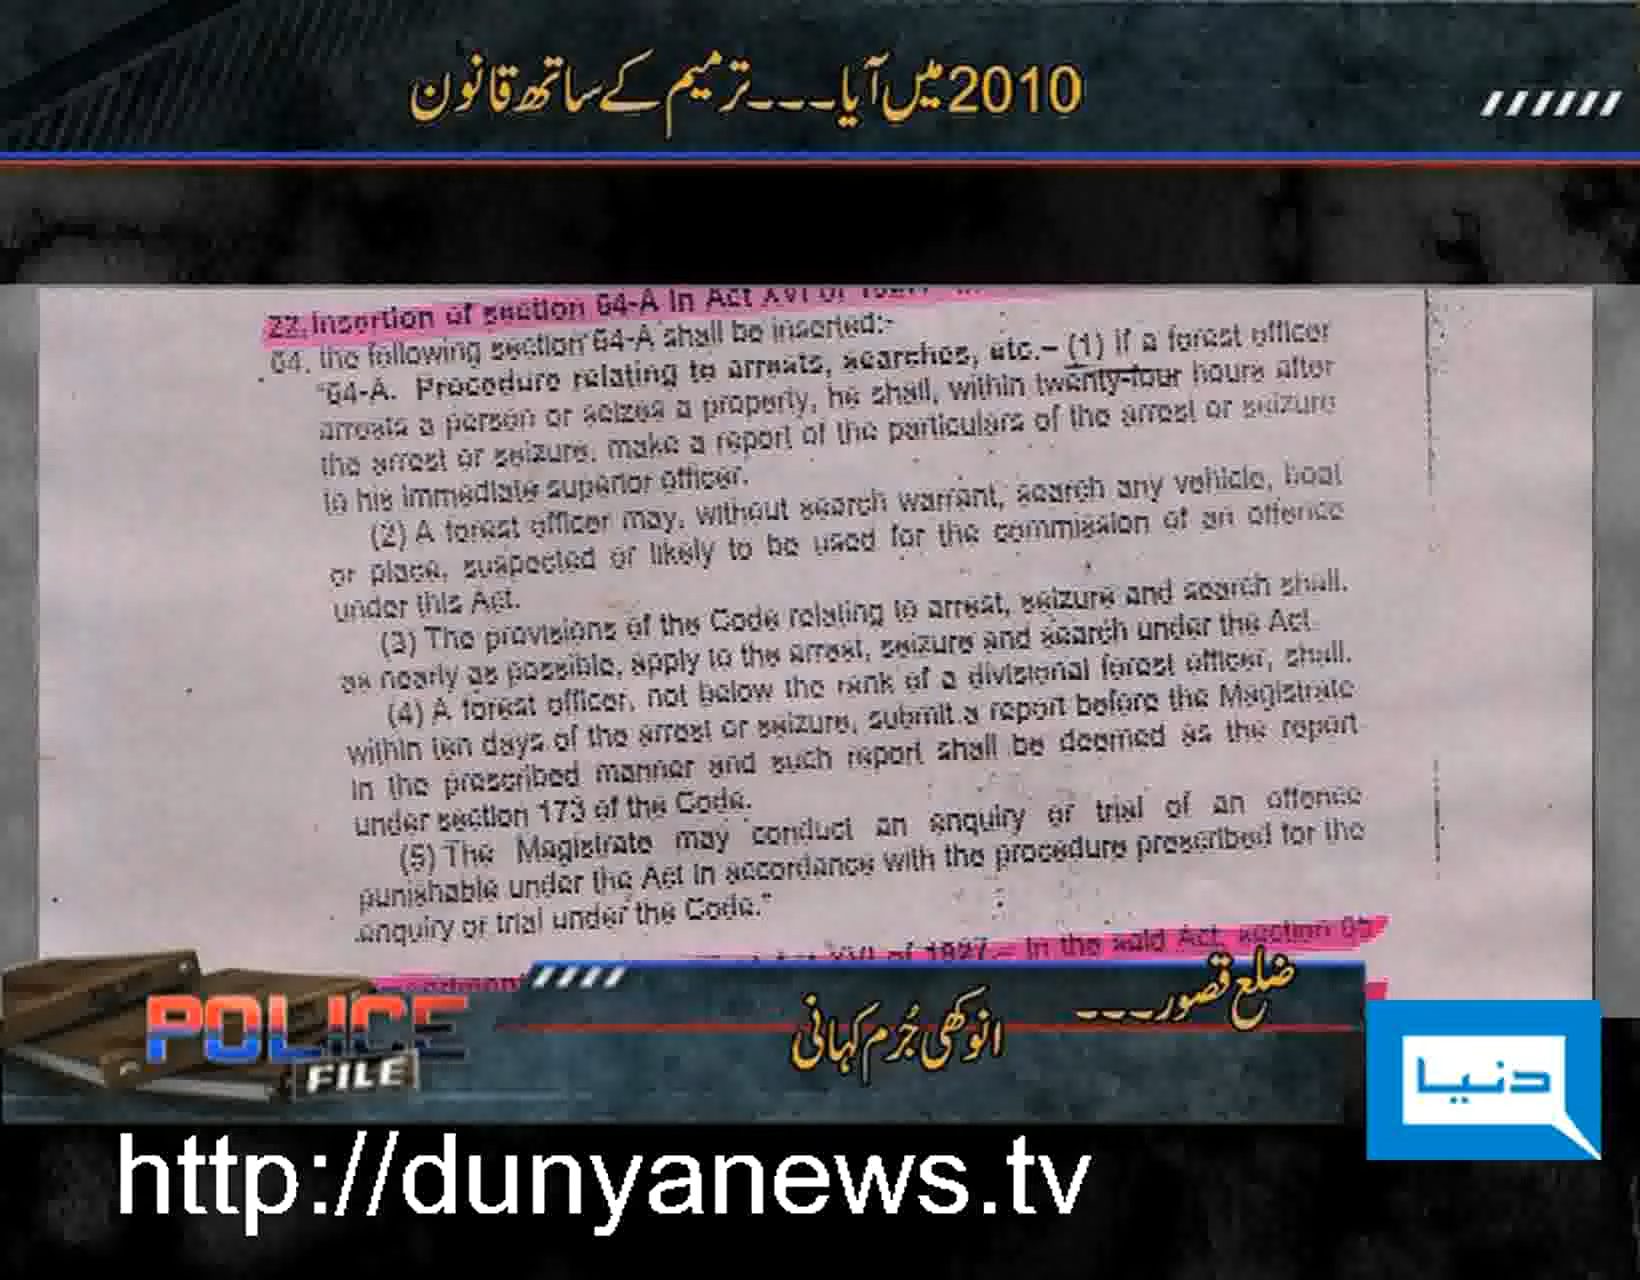 2010 میں آیا۔۔۔ترمیم کے ساتھ قانون
22. Insertion of section 64-A in Act XVI of 1927
64, the following section 64-A shall be inserted:-
"64-A. Procedure relating to arrests, searches, etc.– (1) If a forest officer
arrests a person or seizes a property, he shall, within twenty-four hours after
the arrest or seizure, make a report of the particulars of the arrest or seizure
to his immediate superior officer.
(2) A forest officer may, without search warrant, search any vehicle, boat
or place, suspected or likely to be used for the commission of an offence
under this Act.
(3) The provisions of the Code relating to arrest, seizure and search shall,
as nearly as possible, apply to the arrest, seizure and search under the Act.
(4) A forest officer, not below the rank of a divisional forest officer, shall,
within ten days of the arrest or seizure, submit a report before the Magistrate
in the prescribed manner and such report shall be deemed as the report
under section 173 of the Code.
(5) The Magistrate may conduct an enquiry or trial of an offence
punishable under the Act in accordance with the procedure prescribed for the
enquiry or trial under the Code."
Act XVI of 1927.– In the said Act, section 65
POLICE
FILE
ضلع قصور۔۔۔
انوکھی جُرم کہانی
دنیا
http://dunyanews.tv